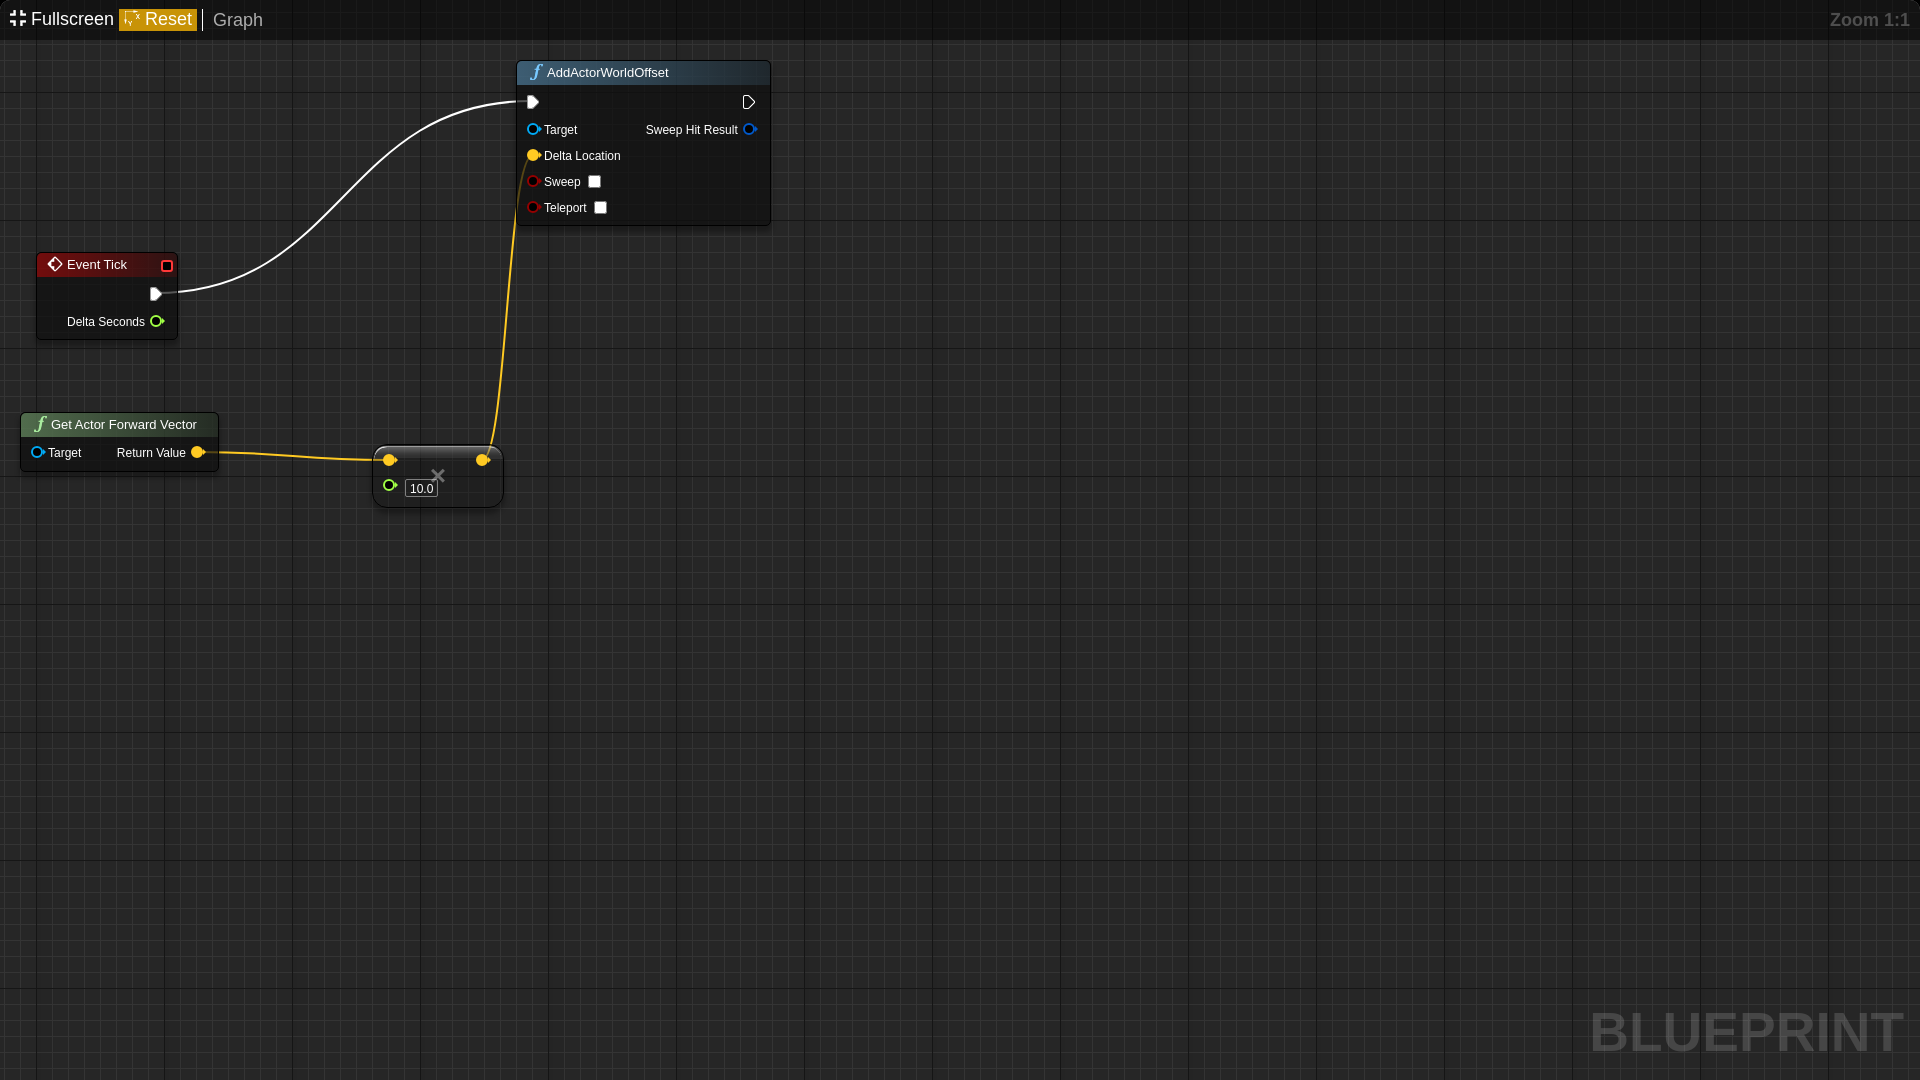 Fullscreen Reset Graph
Zoom 1:1
AddActorWorldOffset
Target
Sweep Hit Result
Delta Location
Sweep
Teleport
Event Tick
Delta Seconds
Get Actor Forward Vector
Target
Return Value
10.0
BLUEPRINT